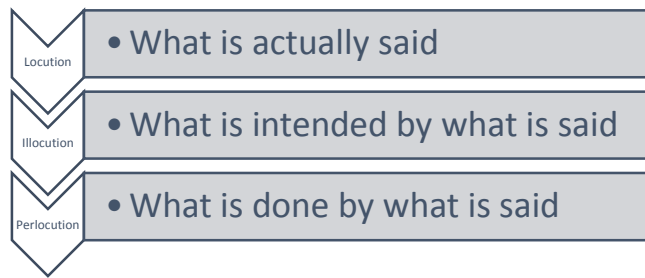 Locution
• What is actually said
Illocution
• What is intended by what is said
Perlocution
• What is done by what is said